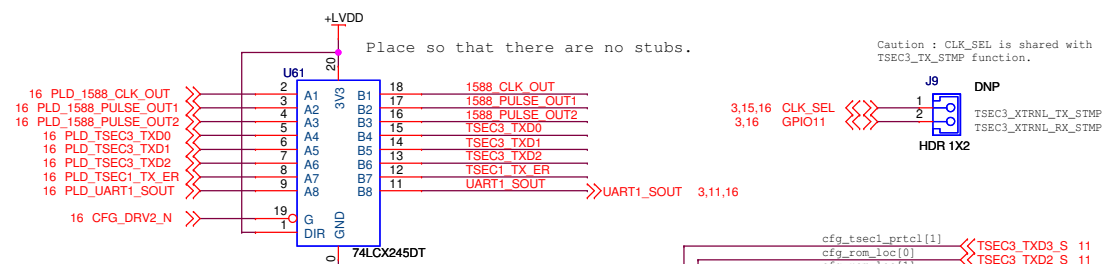 +LVDD
Place so that there are no stubs.
Caution : CLK_SEL is shared with
TSEC3_TX_STMP function.
U61
20
3V3
J9
DNP
16 PLD_1588_CLK_OUT 2 A1 B1 18 1588_CLK_OUT
16 PLD_1588_PULSE_OUT1 3 A2 B2 17 1588_PULSE_OUT1
16 PLD_1588_PULSE_OUT2 4 A3 B3 16 1588_PULSE_OUT2
16 PLD_TSEC3_TXD0 5 A4 B4 15 TSEC3_TXD0
16 PLD_TSEC3_TXD1 6 A5 B5 14 TSEC3_TXD1
16 PLD_TSEC3_TXD2 7 A6 B6 13 TSEC3_TXD2
16 PLD_TSEC1_TX_ER 8 A7 B7 12 TSEC1_TX_ER
16 PLD_UART1_SOUT 9 A8 B8 11 UART1_SOUT
UART1_SOUT 3,11,16
3,15,16 CLK_SEL 1 TSEC3_XTRNL_TX_STMP
3,16 GPIO11 2 TSEC3_XTRNL_RX_STMP
HDR 1X2
16 CFG_DRV2_N 19 G
1 DIR
GND
74LCX245DT
cfg_tsec1_prtcl[1] TSEC3_TXD3_S 11
cfg_rom_loc[0] TSEC3_TXD2_S 11